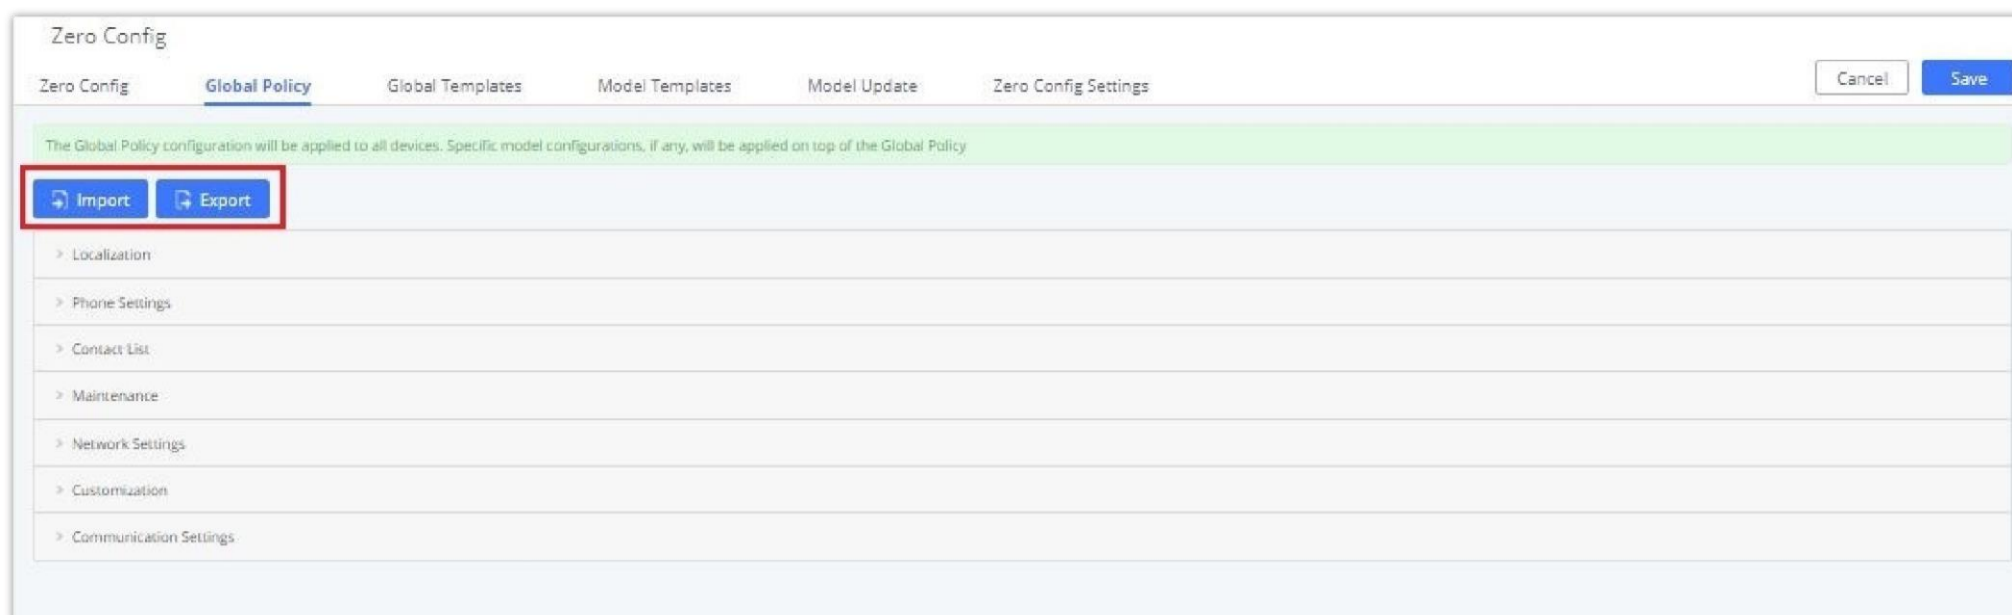 Zero Config
Zero Config Global Policy Global Templates Model Templates Model Update Zero Config Settings Cancel Save
The Global Policy configuration will be applied to all devices. Specific model configurations, if any, will be applied on top of the Global Policy
Import Export
Localization
Phone Settings
Contact List
Maintenance
Network Settings
Customization
Communication Settings